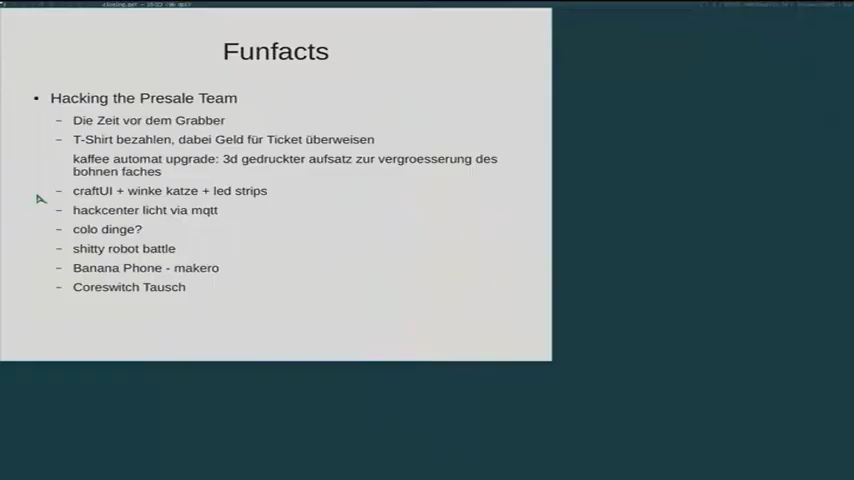 Funfacts
• Hacking the Presale Team
– Die Zeit vor dem Grabber
– T-Shirt bezahlen, dabei Geld für Ticket überweisen
kaffee automat upgrade: 3d gedruckter aufsatz zur vergroesserung des
bohnen faches
– craftUI + winke katze + led strips
– hackcenter licht via mqtt
– colo dinge?
– shitty robot battle
– Banana Phone - makero
– Coreswitch Tausch